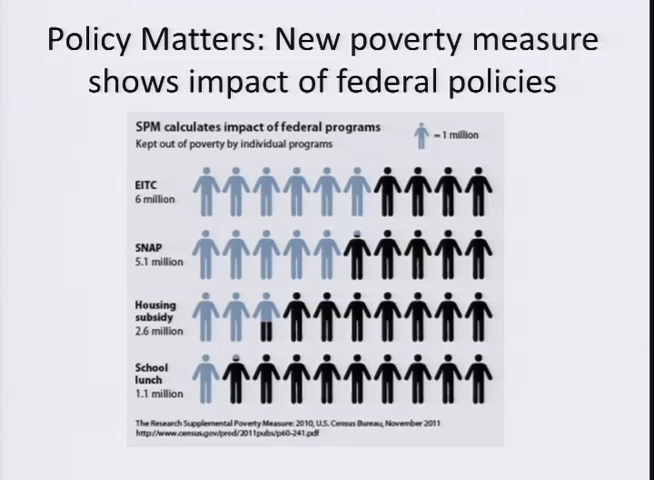 Policy Matters: New poverty measure
shows impact of federal policies
SPM calculates impact of federal programs
Kept out of poverty by individual programs
= 1 million
EITC
6 million
SNAP
5.1 million
Housing
subsidy
2.6 million
School
lunch
1.1 million
The Research Supplemental Poverty Measure: 2010, U.S. Census Bureau, November 2011
http://www.census.gov/prod/2011pubs/p60-241.pdf